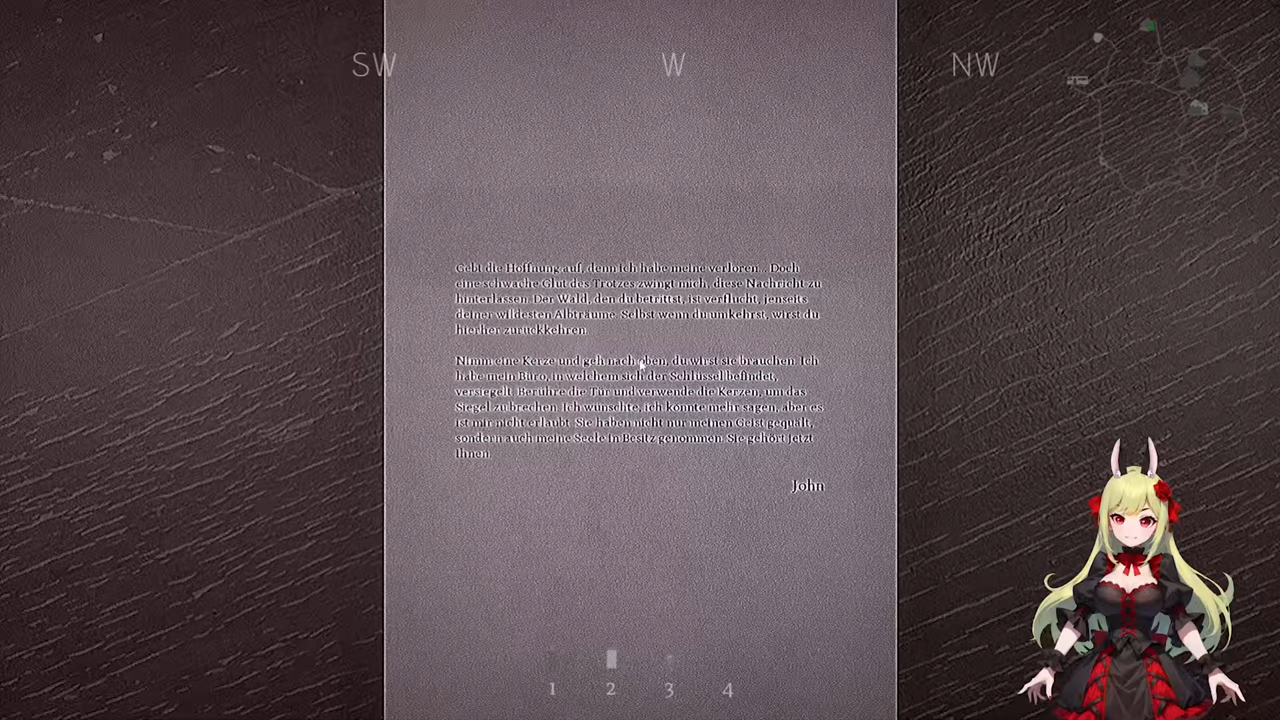 SW W NW
Gebt die Hoffnung auf, denn ich habe meine verloren... Doch
eine schwache Glut des Trotzes zwingt mich, diese Nachricht zu
hinterlassen. Der Wald, den du betrittst, ist verflucht, jenseits
deiner wildesten Albträume. Selbst wenn du umkehrst, wirst du
hierher zurückkehren.
Nimm eine Kerze und geh nach oben, du wirst sie brauchen. Ich
habe mein Büro, in welchem sich der Schlüssel befindet,
versiegelt. Berühre die Tür und verwende die Kerzen, um das
Siegel zu brechen. Ich wünschte, ich könnte mehr sagen, aber es
ist mir nicht erlaubt. Sie haben nicht nur meinen Geist gequält,
sondern auch meine Seele in Besitz genommen. Sie gehört jetzt
Ihnen.
John
1 2 3 4